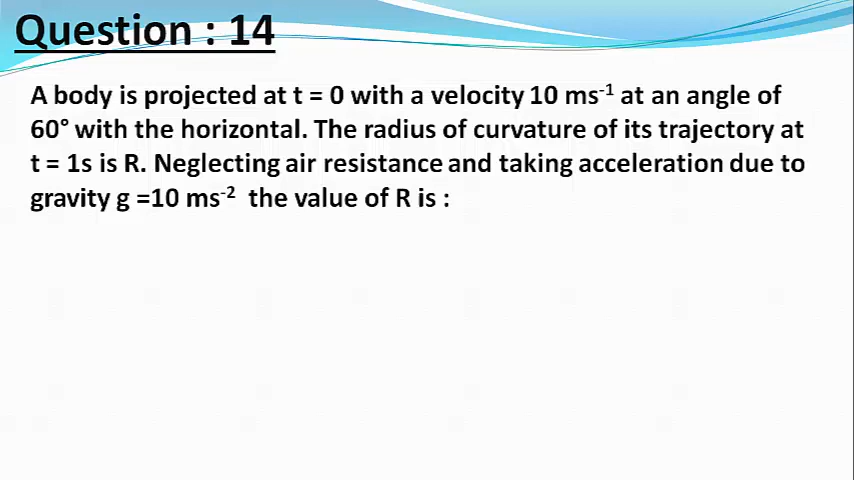 Question : 14
A body is projected at t = 0 with a velocity 10 ms⁻¹ at an angle of
60° with the horizontal. The radius of curvature of its trajectory at
t = 1s is R. Neglecting air resistance and taking acceleration due to
gravity g =10 ms⁻² the value of R is :